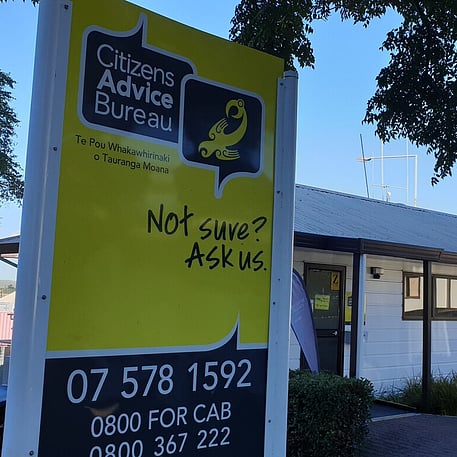 Citizens
Advice
Bureau
Te Pou Whakawhirinaki
o Tauranga Moana
Not sure?
Ask us.
07 578 1592
0800 FOR CAB
0800 367 222